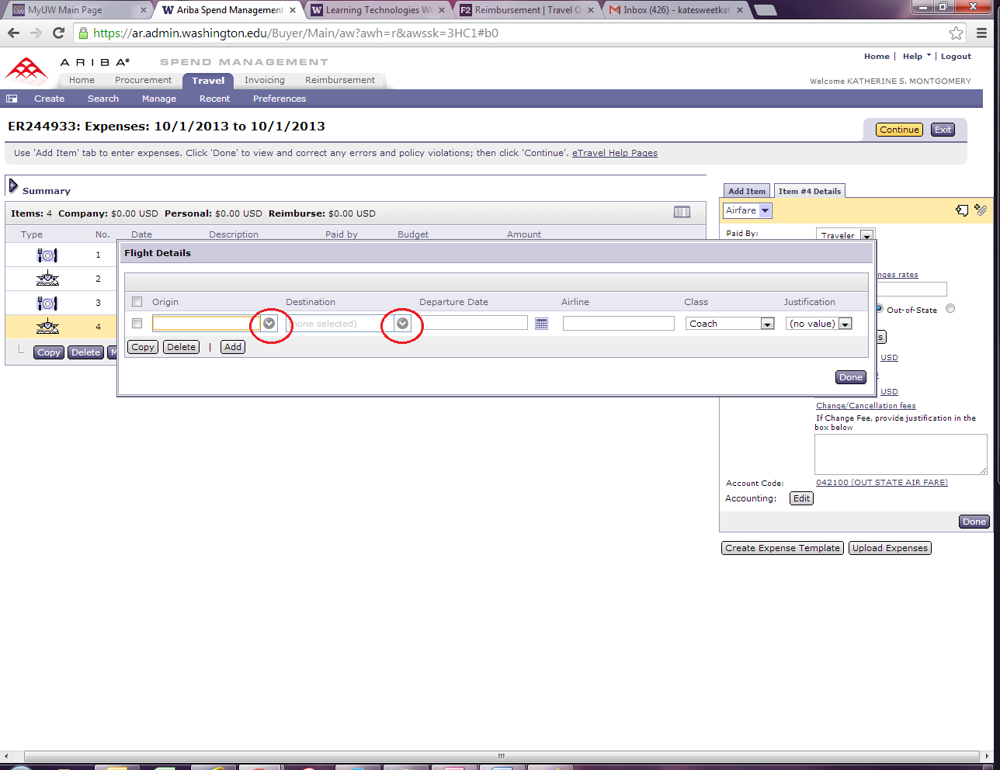 MyUW Main Page
Ariba Spend Management
Learning Technologies We
Reimbursement | Travel O
Inbox (426) - katesweetkat
https://ar.admin.washington.edu/Buyer/Main/aw?awh=r&awssk=3HC1#b0
ARIBA® SPEND MANAGEMENT
Home | Help | Logout
Home Procurement Travel Invoicing Reimbursement
Welcome KATHERINE S. MONTGOMERY
Create Search Manage Recent Preferences
ER244933: Expenses: 10/1/2013 to 10/1/2013
Continue Exit
Use 'Add Item' tab to enter expenses. Click 'Done' to view and correct any errors and policy violations; then click 'Continue'. eTravel Help Pages
Summary
Items: 4 Company: $0.00 USD Personal: $0.00 USD Reimburse: $0.00 USD
Type No. Date Description Paid by Budget Amount
1
2
3
4
Copy Delete M
Flight Details
Origin Destination Departure Date Airline Class Justification
(none selected) Coach (no value)
Copy Delete | Add
Done
Add Item Item #4 Details
Airfare
Paid By: Traveler
nges rates
Out-of-State
s
USD
USD
Change/Cancellation fees
If Change Fee, provide justification in the
box below
Account Code: 042100 (OUT STATE AIR FARE)
Accounting: Edit
Done
Create Expense Template Upload Expenses